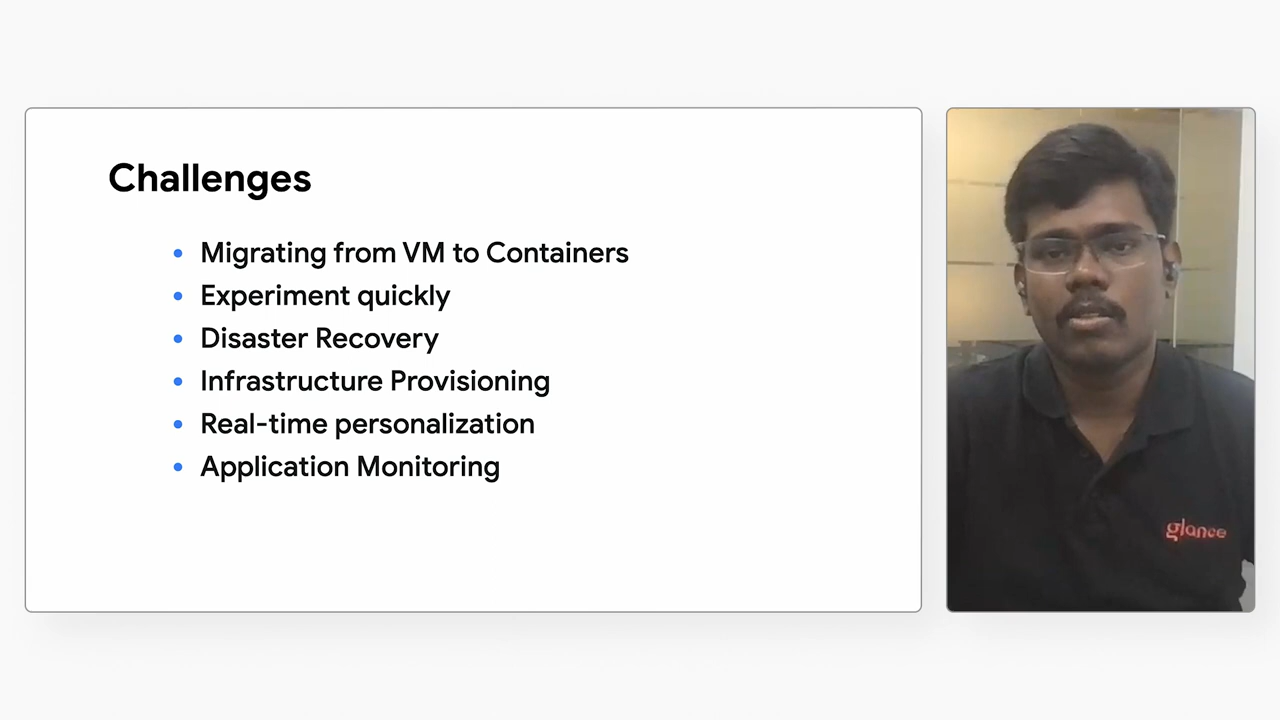 Challenges
Migrating from VM to Containers
Experiment quickly
Disaster Recovery
Infrastructure Provisioning
Real-time personalization
Application Monitoring
glance